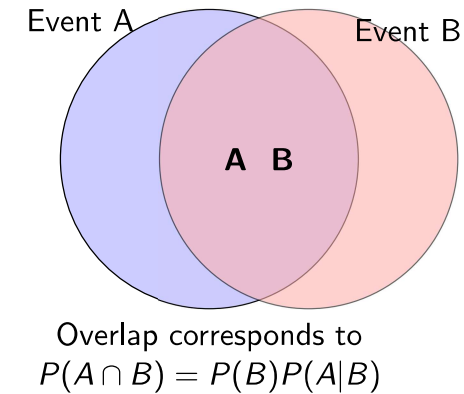 Event A
Event B
A B
Overlap corresponds to
P(A ∩ B) = P(B)P(A|B)